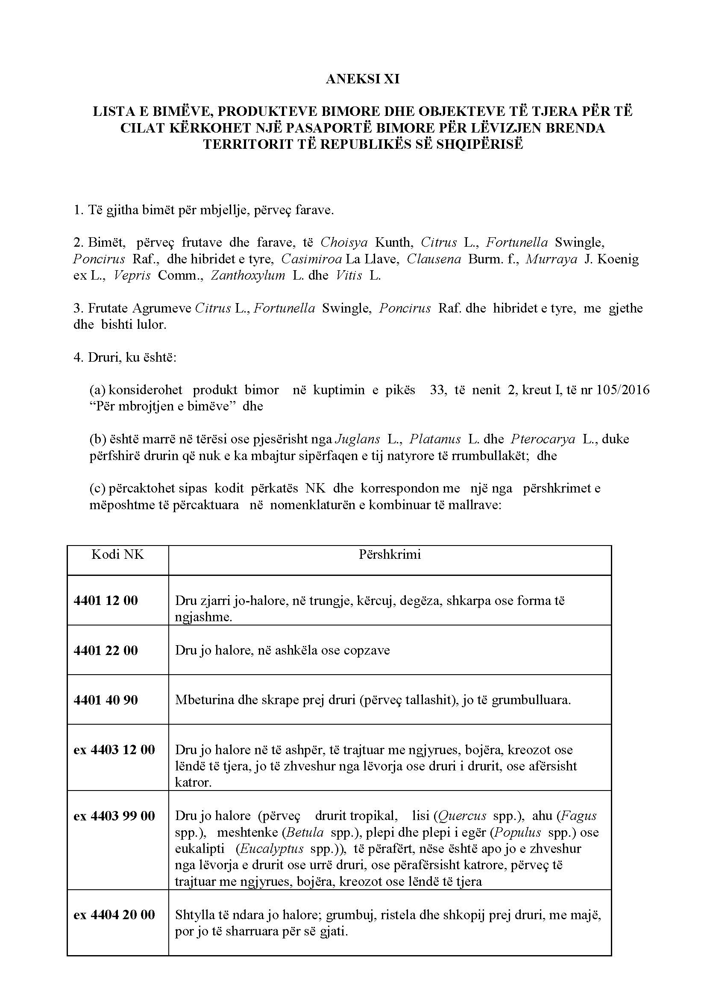 ANEKSI XI
LISTA E BIMËVE, PRODUKTEVE BIMORE DHE OBJEKTEVE TË TJERA PËR TË
CILAT KËRKOHET NJË PASAPORTË BIMORE PËR LËVIZJEN BRENDA
TERRITORIT TË REPUBLIKËS SË SHQIPËRISË
1. Të gjitha bimët për mbjellje, përveç farave.
2. Bimët, përveç frutave dhe farave, të Choisya Kunth, Citrus L., Fortunella Swingle,
Poncirus Raf., dhe hibridet e tyre, Casimiroa La Llave, Clausena Burm. f., Murraya J. Koenig
ex L., Vepris Comm., Zanthoxylum L. dhe Vitis L.
3. Frutate Agrumeve Citrus L., Fortunella Swingle, Poncirus Raf. dhe hibridet e tyre, me gjethe
dhe bishti lulor.
4. Druri, ku është:
(a) konsiderohet produkt bimor në kuptimin e pikës 33, të nenit 2, kreut I, të nr 105/2016
“Për mbrojtjen e bimëve” dhe
(b) është marrë në tërësi ose pjesërisht nga Juglans L., Platanus L. dhe Pterocarya L., duke
përfshirë drurin që nuk e ka mbajtur sipërfaqen e tij natyrore të rrumbullakët; dhe
(c) përcaktohet sipas kodit përkatës NK dhe korrespondon me një nga përshkrimet e
mëposhtme të përcaktuara në nomenklaturën e kombinuar të mallrave:
Kodi NK Përshkrimi
4401 12 00 Dru zjarri jo-halore, në trungje, kërcuj, degëza, shkarpa ose forma të
ngjashme.
4401 22 00 Dru jo halore, në ashkëla ose copzave
4401 40 90 Mbeturina dhe skrape prej druri (përveç tallashit), jo të grumbulluara.
ex 4403 12 00 Dru jo halore në të ashpër, të trajtuar me ngjyrues, bojëra, kreozot ose
lëndë të tjera, jo të zhveshur nga lëvorja ose druri i drurit, ose afërsisht
katror.
ex 4403 99 00 Dru jo halore (përveç drurit tropikal, lisi (Quercus spp.), ahu (Fagus
spp.), meshtenke (Betula spp.), plepi dhe plepi i egër (Populus spp.) ose
eukalipti (Eucalyptus spp.)), të përafërt, nëse është apo jo e zhveshur
nga lëvorja e drurit ose urrë druri, ose përafërsisht katrore, përveç të
trajtuar me ngjyrues, bojëra, kreozot ose lëndë të tjera
ex 4404 20 00 Shtylla të ndara jo halore; grumbuj, ristela dhe shkopij prej druri, me majë,
por jo të sharruara për së gjati.